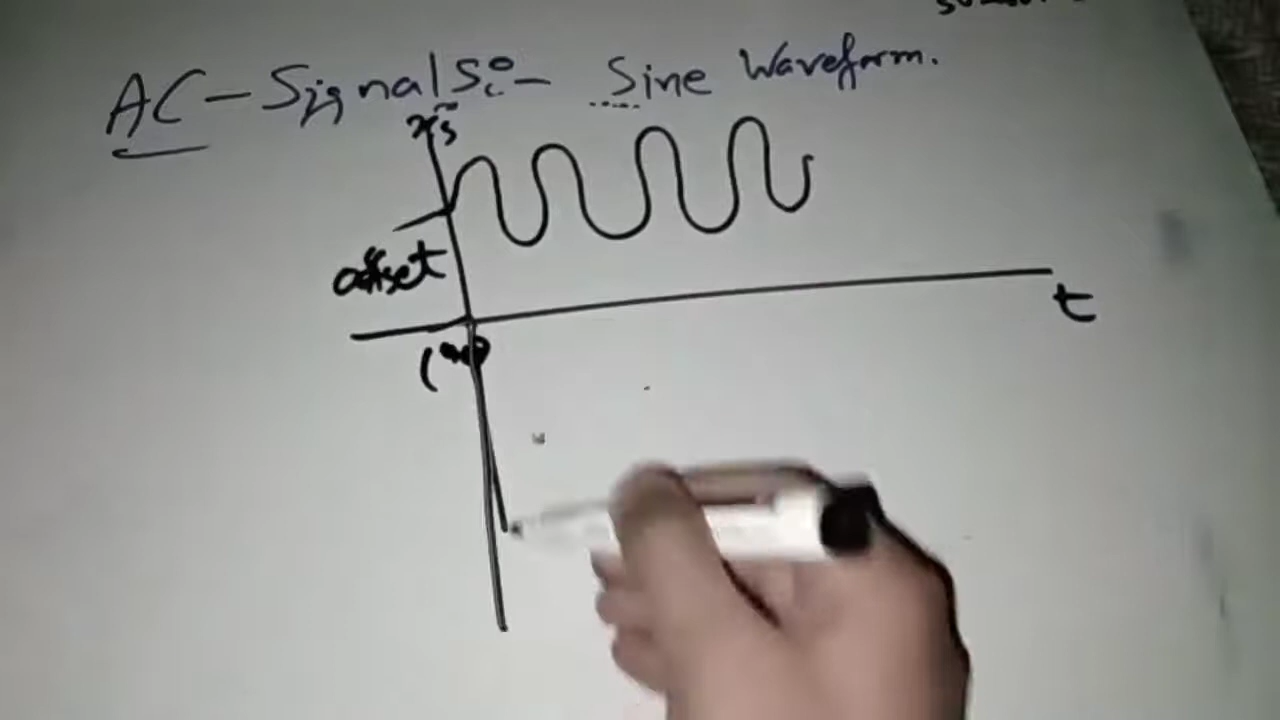 AC - Signals:- Sine Waveform.
offset
t